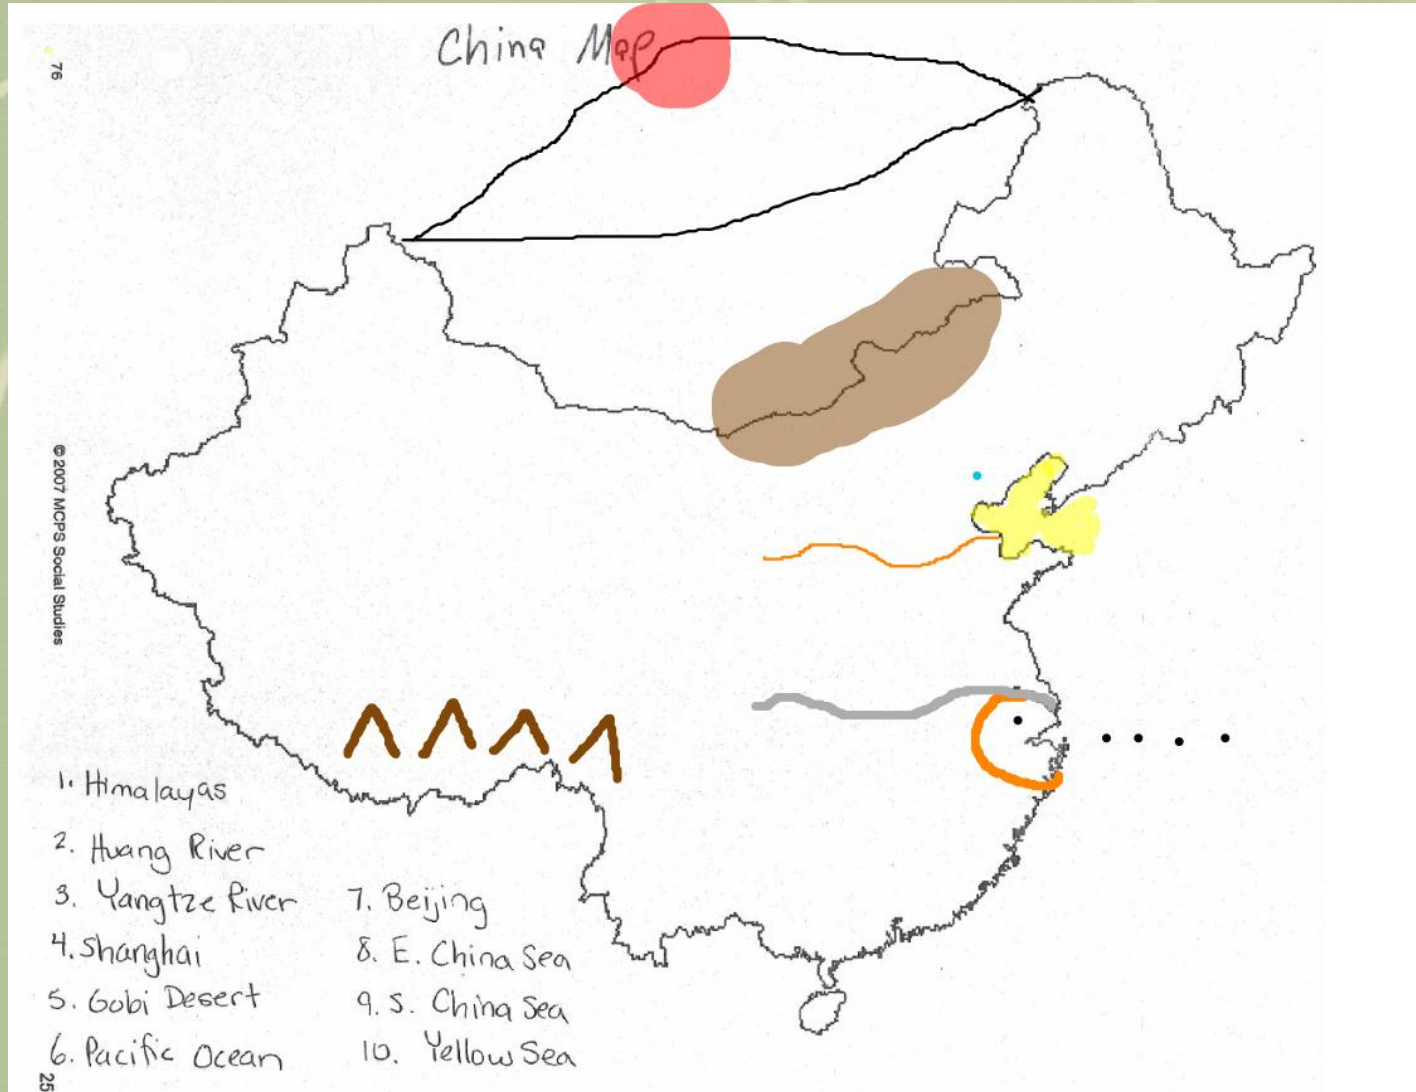 China Map
76
© 2007 MCPS Social Studies
1. Himalayas
2. Huang River
3. Yangtze River
4. Shanghai
5. Gobi Desert
6. Pacific Ocean
7. Beijing
8. E. China Sea
9. S. China Sea
10. Yellow Sea
25